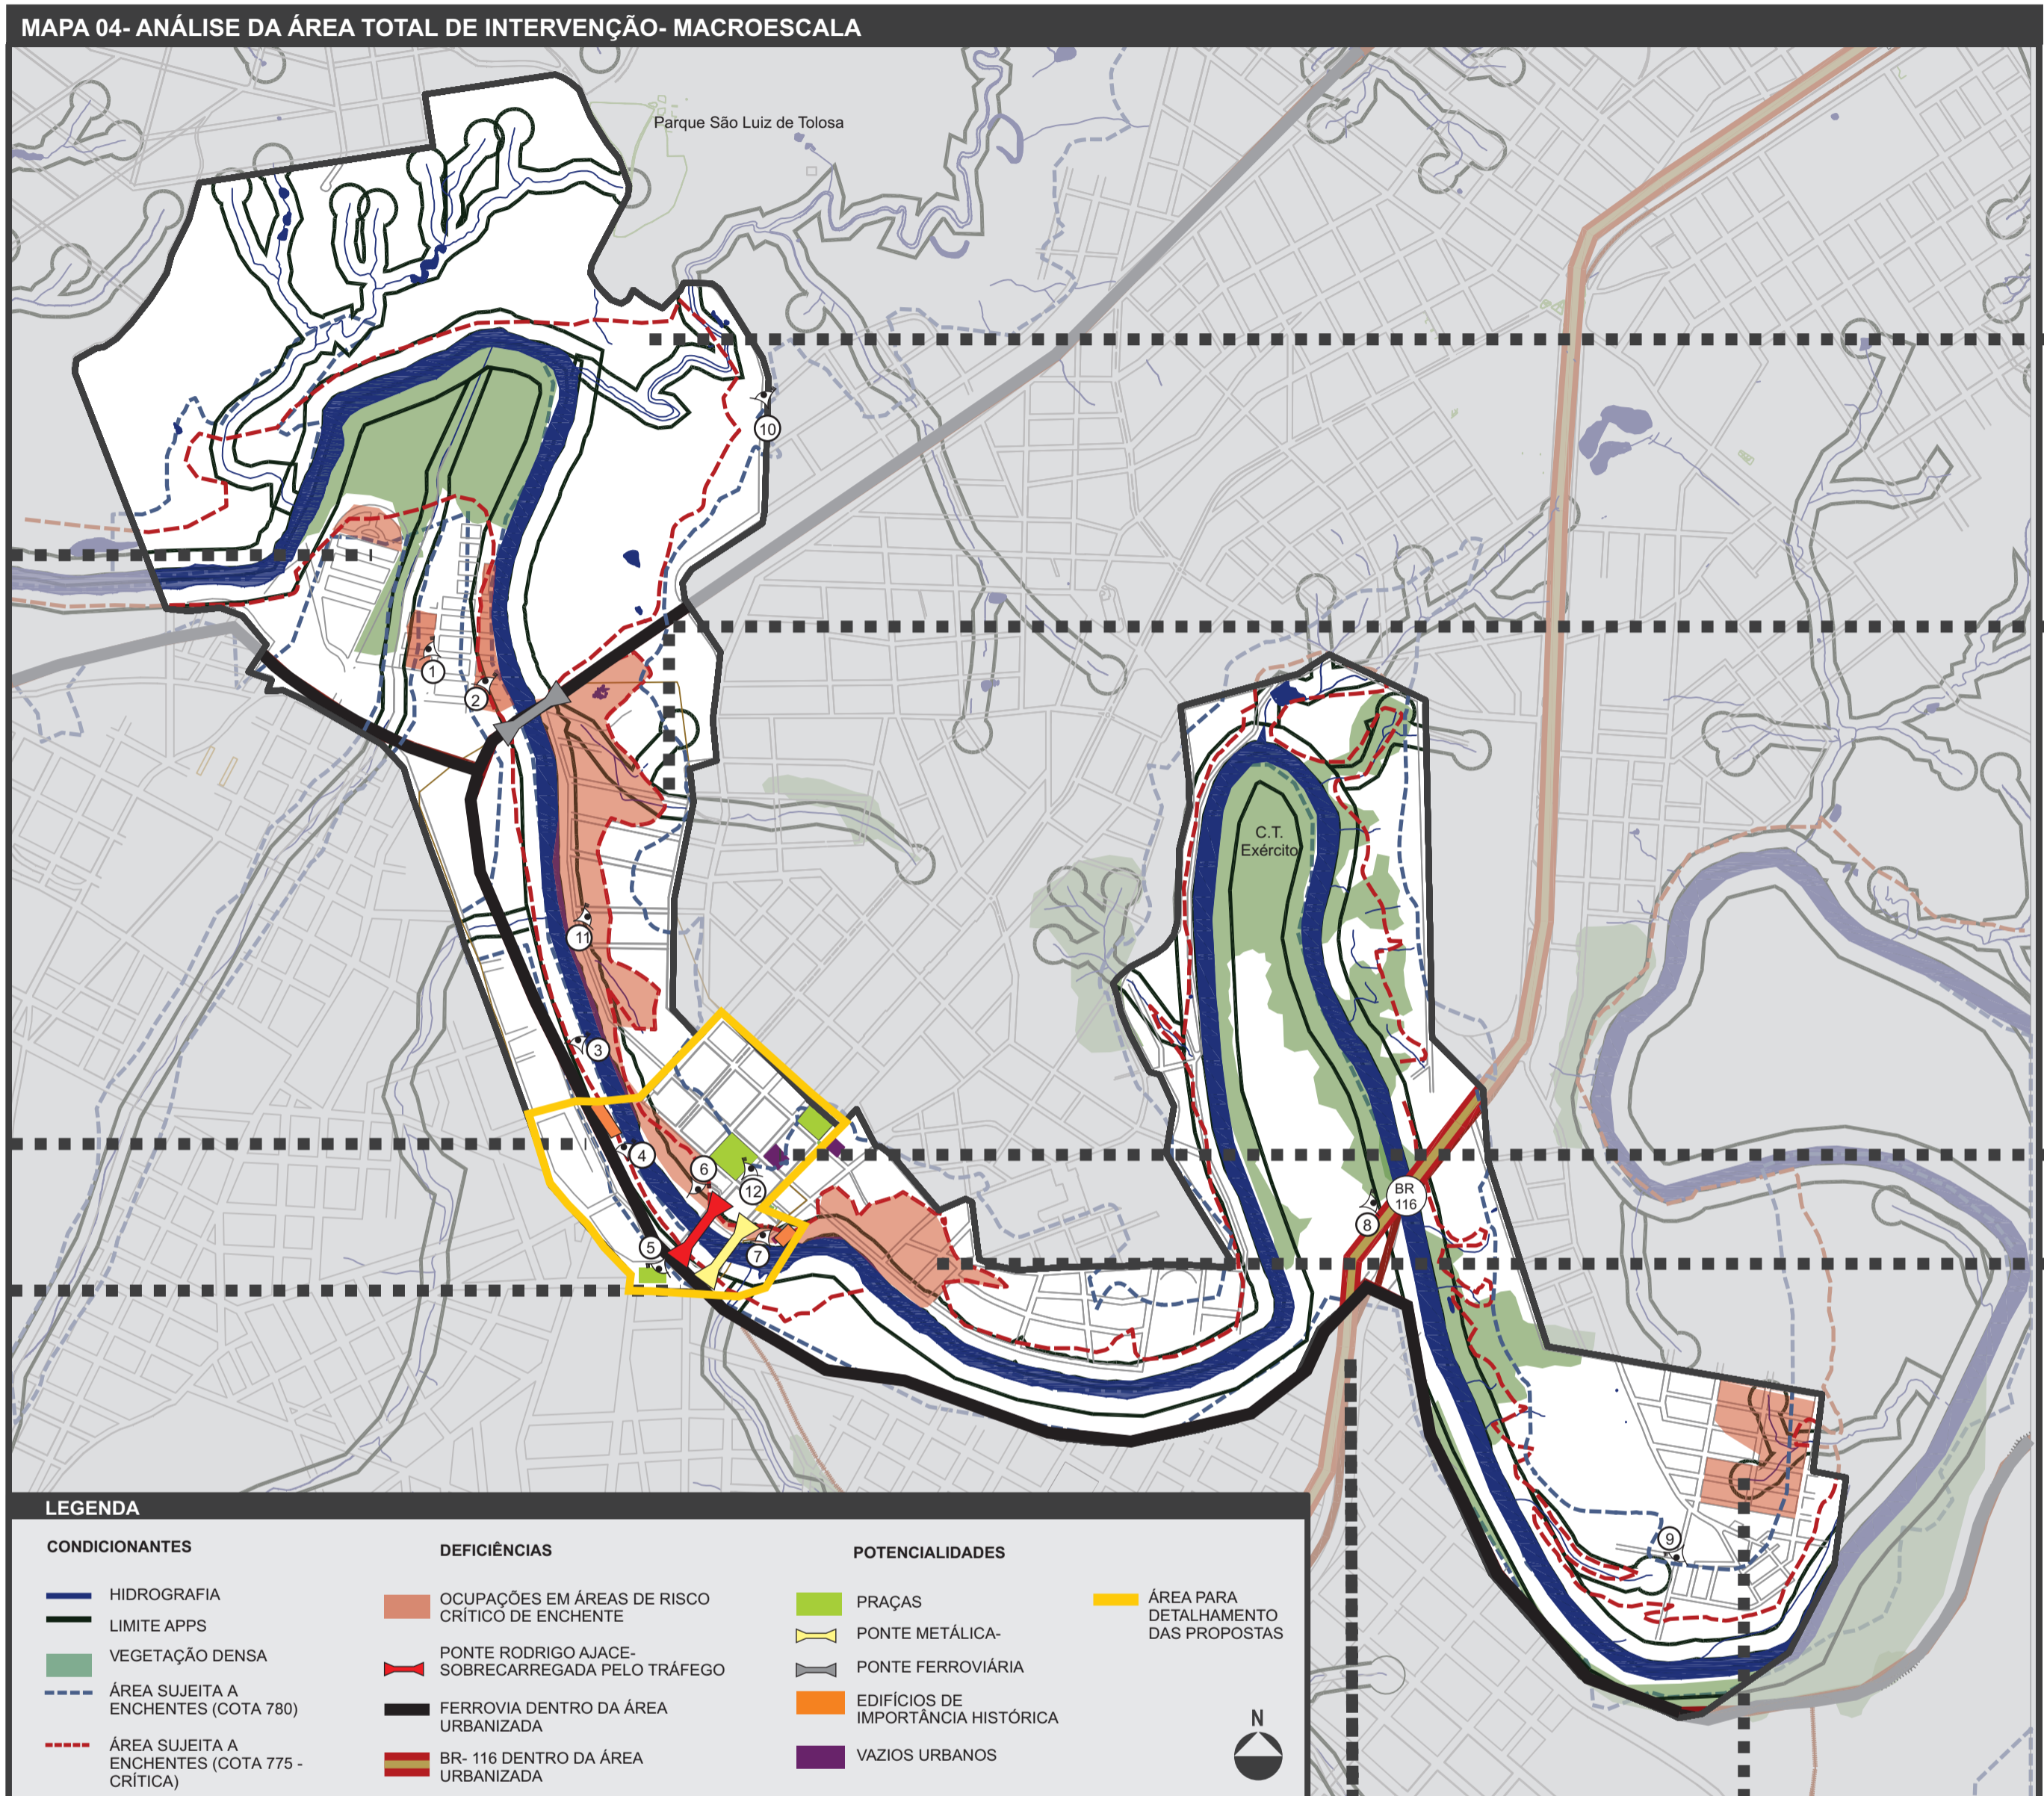 MAPA 04- ANÁLISE DA ÁREA TOTAL DE INTERVENÇÃO- MACROESCALA
Parque São Luiz de Tolosa
10
1
2
C.T.
Exército
11
3
4
6
12
BR
116
8
5
7
9
LEGENDA
CONDICIONANTES
HIDROGRAFIA
LIMITE APPS
VEGETAÇÃO DENSA
ÁREA SUJEITA A
ENCHENTES (COTA 780)
ÁREA SUJEITA A
ENCHENTES (COTA 775 -
CRÍTICA)
DEFICIÊNCIAS
OCUPAÇÕES EM ÁREAS DE RISCO
CRÍTICO DE ENCHENTE
PONTE RODRIGO AJACE-
SOBRECARREGADA PELO TRÁFEGO
FERROVIA DENTRO DA ÁREA
URBANIZADA
BR- 116 DENTRO DA ÁREA
URBANIZADA
POTENCIALIDADES
PRAÇAS
PONTE METÁLICA-
PONTE FERROVIÁRIA
EDIFÍCIOS DE
IMPORTÂNCIA HISTÓRICA
VAZIOS URBANOS
ÁREA PARA
DETALHAMENTO
DAS PROPOSTAS
N